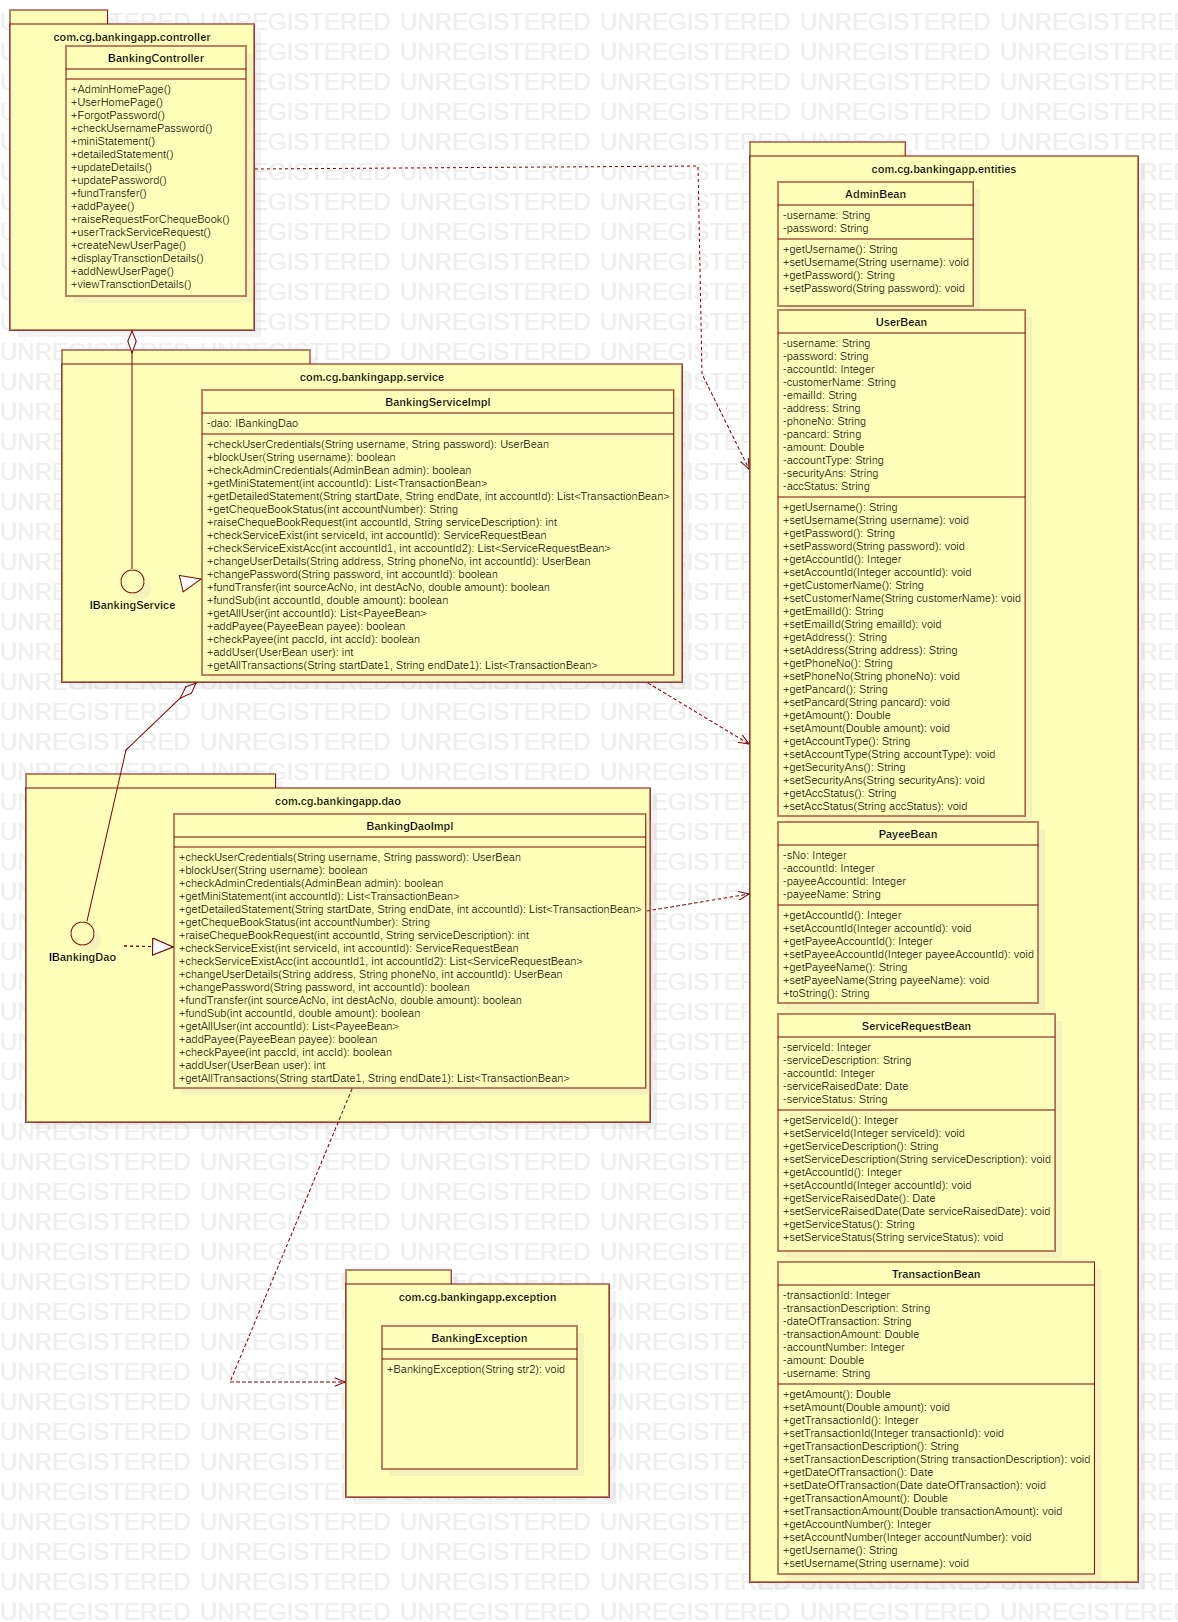 com.cg.bankingapp.controller
BankingController
+AdminHomePage()
+UserHomePage()
+ForgotPassword()
+checkUsernamePassword()
+miniStatement()
+detailedStatement()
+updateDetails()
+updatePassword()
+fundTransfer()
+addPayee()
+raiseRequestForChequeBook()
+userTrackServiceRequest()
+createNewUserPage()
+displayTransctionDetails()
+addNewUserPage()
+viewTransctionDetails()
com.cg.bankingapp.service
BankingServiceImpl
-dao: IBankingDao
+checkUserCredentials(String username, String password): UserBean
+blockUser(String username): boolean
+checkAdminCredentials(AdminBean admin): boolean
+getMiniStatement(int accountId): List<TransactionBean>
+getDetailedStatement(String startDate, String endDate, int accountId): List<TransactionBean>
+getChequeBookStatus(int accountNumber): String
+raiseChequeBookRequest(int accountId, String serviceDescription): int
+checkServiceExist(int serviceId, int accountId): ServiceRequestBean
+checkServiceExistAcc(int accountId1, int accountId2): List<ServiceRequestBean>
+changeUserDetails(String address, String phoneNo, int accountId): UserBean
+changePassword(String password, int accountId): boolean
+fundTransfer(int sourceAcNo, int destAcNo, double amount): boolean
+fundSub(int accountId, double amount): boolean
+getAllUser(int accountId): List<PayeeBean>
+addPayee(PayeeBean payee): boolean
+checkPayee(int paccId, int accId): boolean
+addUser(UserBean user): int
+getAllTransactions(String startDate1, String endDate1): List<TransactionBean>
IBankingService
com.cg.bankingapp.dao
BankingDaoImpl
+checkUserCredentials(String username, String password): UserBean
+blockUser(String username): boolean
+checkAdminCredentials(AdminBean admin): boolean
+getMiniStatement(int accountId): List<TransactionBean>
+getDetailedStatement(String startDate, String endDate, int accountId): List<TransactionBean>
+getChequeBookStatus(int accountNumber): String
+raiseChequeBookRequest(int accountId, String serviceDescription): int
+checkServiceExist(int serviceId, int accountId): ServiceRequestBean
+checkServiceExistAcc(int accountId1, int accountId2): List<ServiceRequestBean>
+changeUserDetails(String address, String phoneNo, int accountId): UserBean
+changePassword(String password, int accountId): boolean
+fundTransfer(int sourceAcNo, int destAcNo, double amount): boolean
+fundSub(int accountId, double amount): boolean
+getAllUser(int accountId): List<PayeeBean>
+addPayee(PayeeBean payee): boolean
+checkPayee(int paccId, int accId): boolean
+addUser(UserBean user): int
+getAllTransactions(String startDate1, String endDate1): List<TransactionBean>
IBankingDao
com.cg.bankingapp.exception
BankingException
+BankingException(String str2): void
com.cg.bankingapp.entities
AdminBean
-username: String
-password: String
+getUsername(): String
+setUsername(String username): void
+getPassword(): String
+setPassword(String password): void
UserBean
-username: String
-password: String
-accountId: Integer
-customerName: String
-emailId: String
-address: String
-phoneNo: String
-pancard: String
-amount: Double
-accountType: String
-securityAns: String
-accStatus: String
+getUsername(): String
+setUsername(String username): void
+getPassword(): String
+setPassword(String password): void
+getAccountId(): Integer
+setAccountId(Integer accountId): void
+getCustomerName(): String
+setCustomerName(String customerName): void
+getEmailId(): String
+setEmailId(String emailId): void
+getAddress(): String
+setAddress(String address): String
+getPhoneNo(): String
+setPhoneNo(String phoneNo): void
+getPancard(): String
+setPancard(String pancard): void
+getAmount(): Double
+setAmount(Double amount): void
+getAccountType(): String
+setAccountType(String accountType): void
+getSecurityAns(): String
+setSecurityAns(String securityAns): void
+getAccStatus(): String
+setAccStatus(String accStatus): void
PayeeBean
-sNo: Integer
-accountId: Integer
-payeeAccountId: Integer
-payeeName: String
+getAccountId(): Integer
+setAccountId(Integer accountId): void
+getPayeeAccountId(): Integer
+setPayeeAccountId(Integer payeeAccountId): void
+getPayeeName(): String
+setPayeeName(String payeeName): void
+toString(): String
ServiceRequestBean
-serviceId: Integer
-serviceDescription: String
-accountId: Integer
-serviceRaisedDate: Date
-serviceStatus: String
+getServiceId(): Integer
+setServiceId(Integer serviceId): void
+getServiceDescription(): String
+setServiceDescription(String serviceDescription): void
+getAccountId(): Integer
+setAccountId(Integer accountId): void
+getServiceRaisedDate(): Date
+setServiceRaisedDate(Date serviceRaisedDate): void
+getServiceStatus(): String
+setServiceStatus(String serviceStatus): void
TransactionBean
-transactionId: Integer
-transactionDescription: String
-dateOfTransaction: String
-transactionAmount: Double
-accountNumber: Integer
-amount: Double
-username: String
+getAmount(): Double
+setAmount(Double amount): void
+getTransactionId(): Integer
+setTransactionId(Integer transactionId): void
+getTransactionDescription(): String
+setTransactionDescription(String transactionDescription): void
+getDateOfTransaction(): Date
+setDateOfTransaction(Date dateOfTransaction): void
+getTransactionAmount(): Double
+setTransactionAmount(Double transactionAmount): void
+getAccountNumber(): Integer
+setAccountNumber(Integer accountNumber): void
+getUsername(): String
+setUsername(String username): void